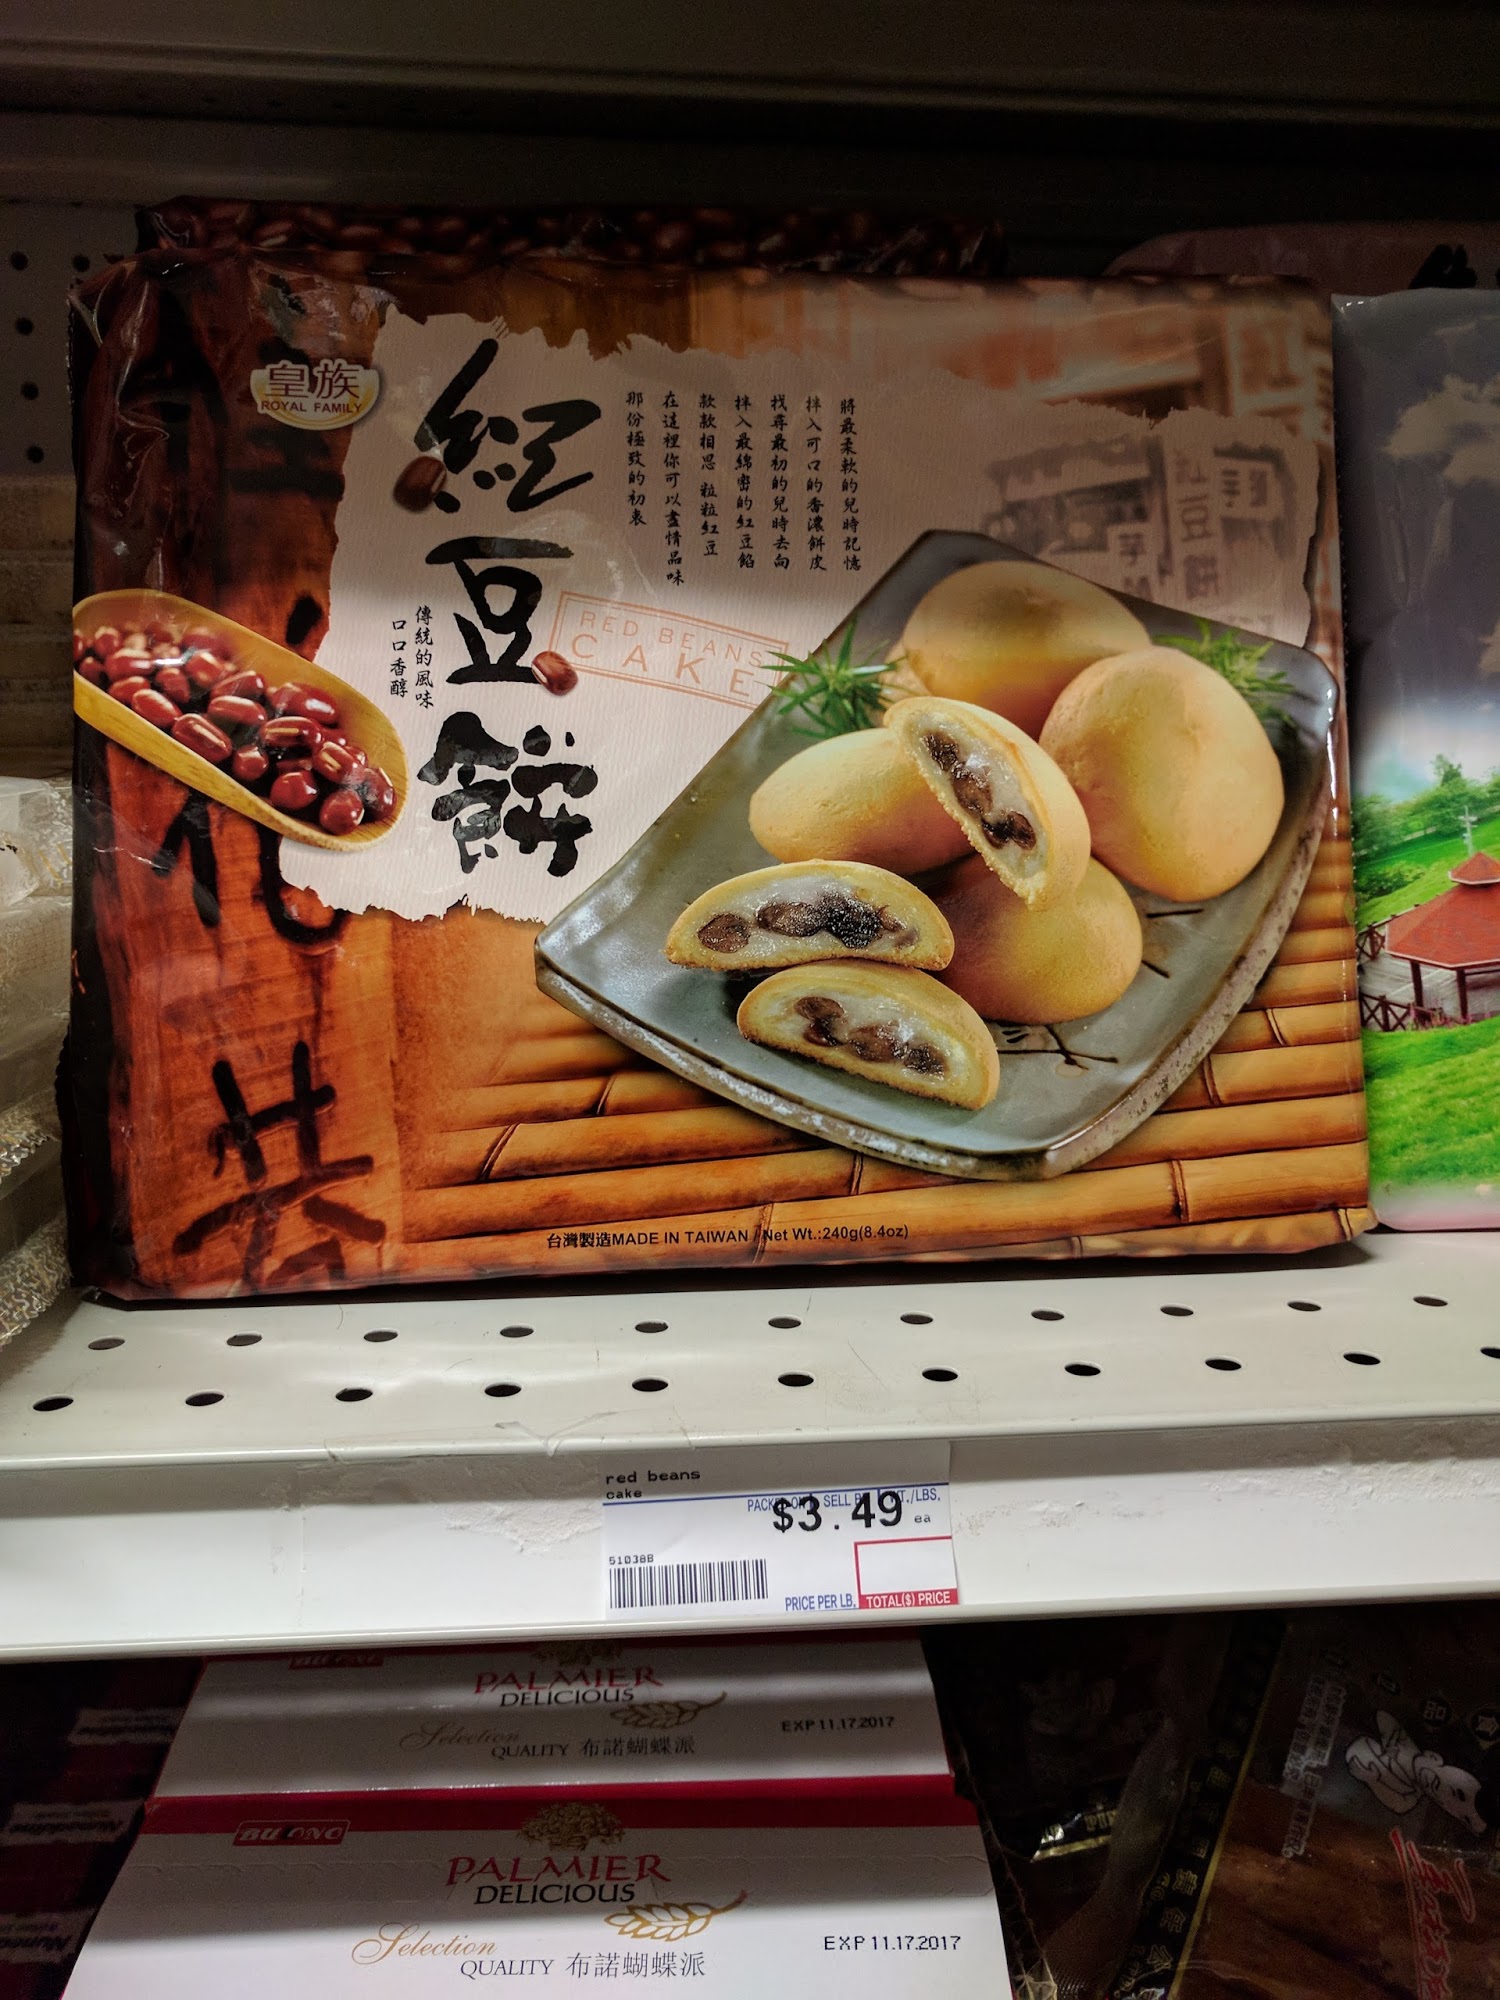 皇族
ROYAL FAMILY
紅豆餅
將最柔軟的兒時記憶
拌入可口的香濃餅皮
找尋最初的兒時去向
拌入最綿密的紅豆餡
款款相思 粒粒紅豆
在這裡你可以盡情品味
那份極致的初衷
傳統的風味
口口香醇
RED BEANS
CAKE
紅豆餅
芋
台灣製造MADE IN TAIWAN / Net Wt.:240g(8.4oz)
red beans
cake
$3.49 ea
51038B
PRICE PER LB.
TOTAL($) PRICE
PALMIER
DELICIOUS
Selection
QUALITY 布諾蝴蝶派
EXP 11.17.2017
BUONO
PALMIER
DELICIOUS
Selection
QUALITY 布諾蝴蝶派
EXP 11.17.2017